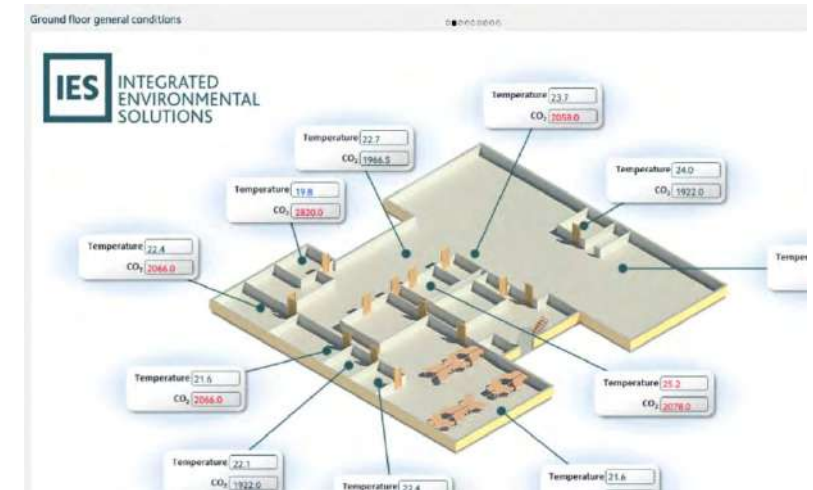 Ground floor general conditions
IES
INTEGRATED
ENVIRONMENTAL
SOLUTIONS
Temperature 23.7
CO₂ 2058.0
Temperature 22.7
CO₂ 1966.5
Temperature 24.0
CO₂ 1922.0
Temperature 19.8
CO₂ 2820.0
Temperature 22.4
CO₂ 2066.0
Temper
Temperature 21.6
CO₂ 2066.0
Temperature 25.2
CO₂ 2078.0
Temperature 22.1
CO₂ 1922.0
Temperature 22.4
Temperature 21.6